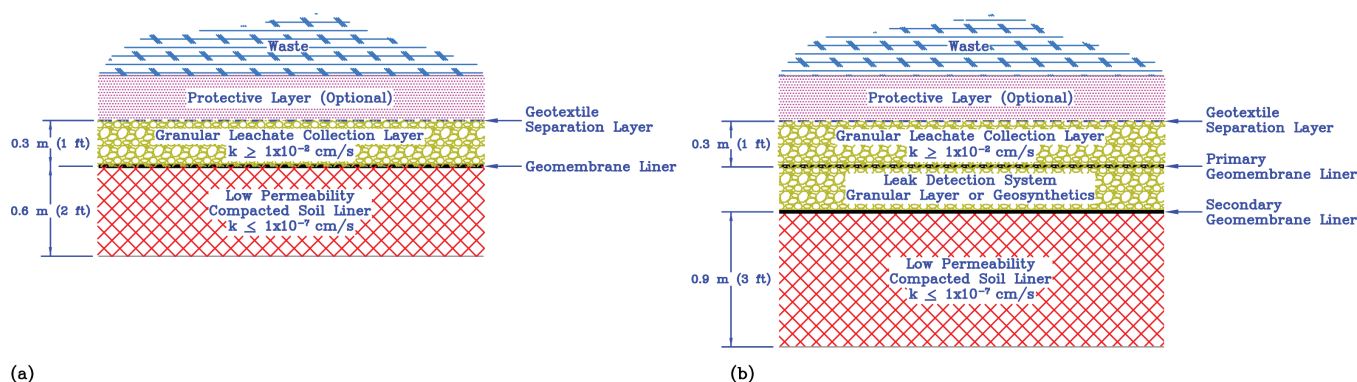 Waste
Protective Layer (Optional)
Geotextile
Separation Layer
0.3 m (1 ft)
Granular Leachate Collection Layer
k ≥ 1x10⁻² cm/s
Geomembrane Liner
0.6 m (2 ft)
Low Permeability
Compacted Soil Liner
k ≤ 1x10⁻⁷ cm/s
(a)
Waste
Protective Layer (Optional)
Geotextile
Separation Layer
0.3 m (1 ft)
Granular Leachate Collection Layer
k ≥ 1x10⁻² cm/s
Primary
Geomembrane Liner
Leak Detection System
Granular Layer or Geosynthetics
Secondary
Geomembrane Liner
0.9 m (3 ft)
Low Permeability
Compacted Soil Liner
k ≤ 1x10⁻⁷ cm/s
(b)